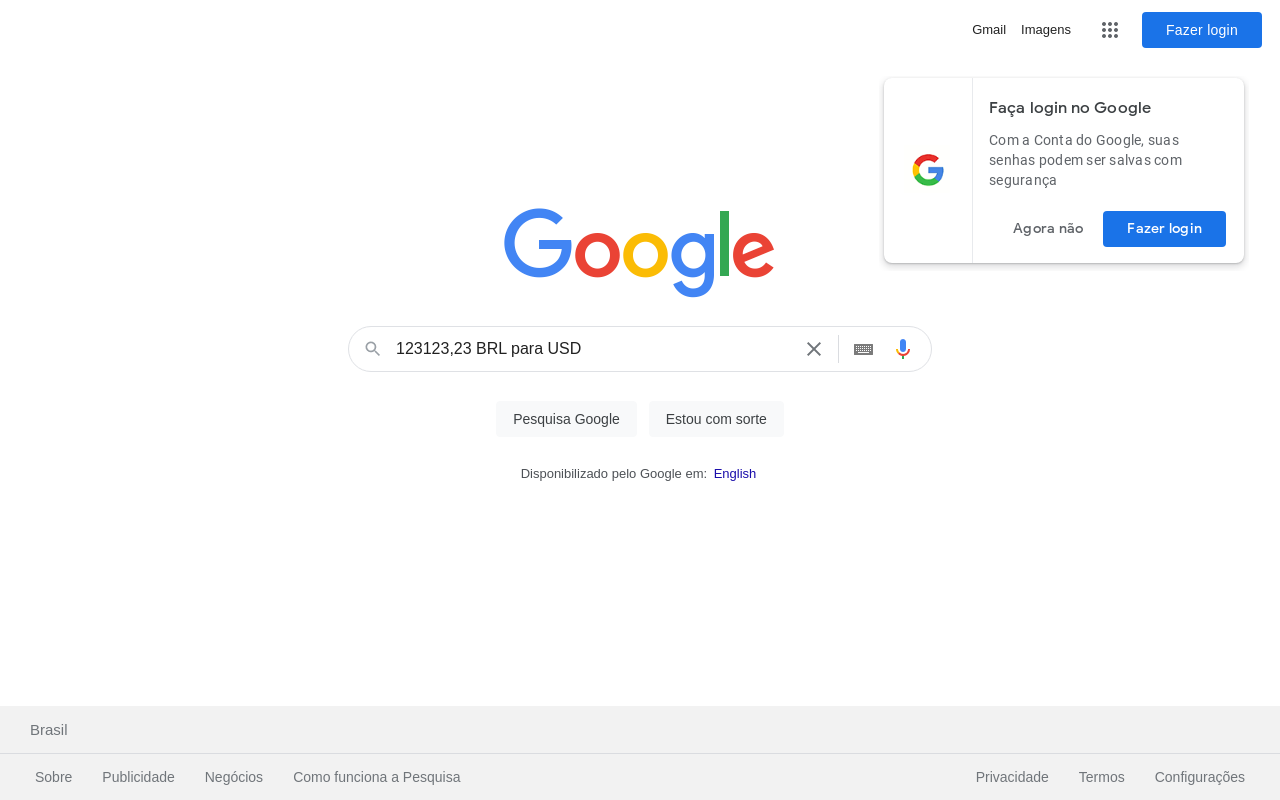 Gmail Imagens Fazer login
Faça login no Google
Com a Conta do Google, suas
senhas podem ser salvas com
segurança
Agora não Fazer login
Google
123123,23 BRL para USD
Pesquisa Google Estou com sorte
Disponibilizado pelo Google em: English
Brasil
Sobre Publicidade Negócios Como funciona a Pesquisa Privacidade Termos Configurações